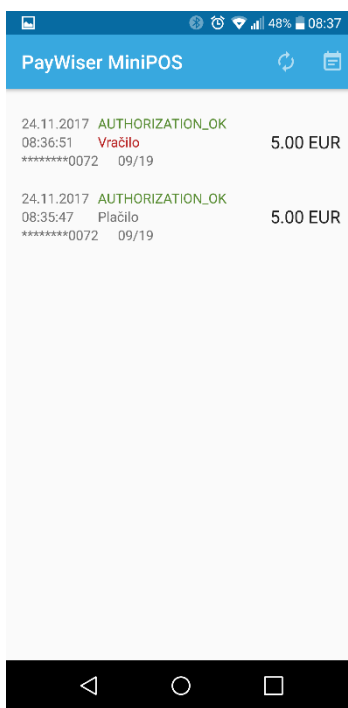 48% 08:37
PayWiser MiniPOS
24.11.2017 AUTHORIZATION_OK
08:36:51 Vračilo 5.00 EUR
********0072 09/19
24.11.2017 AUTHORIZATION_OK
08:35:47 Plačilo 5.00 EUR
********0072 09/19